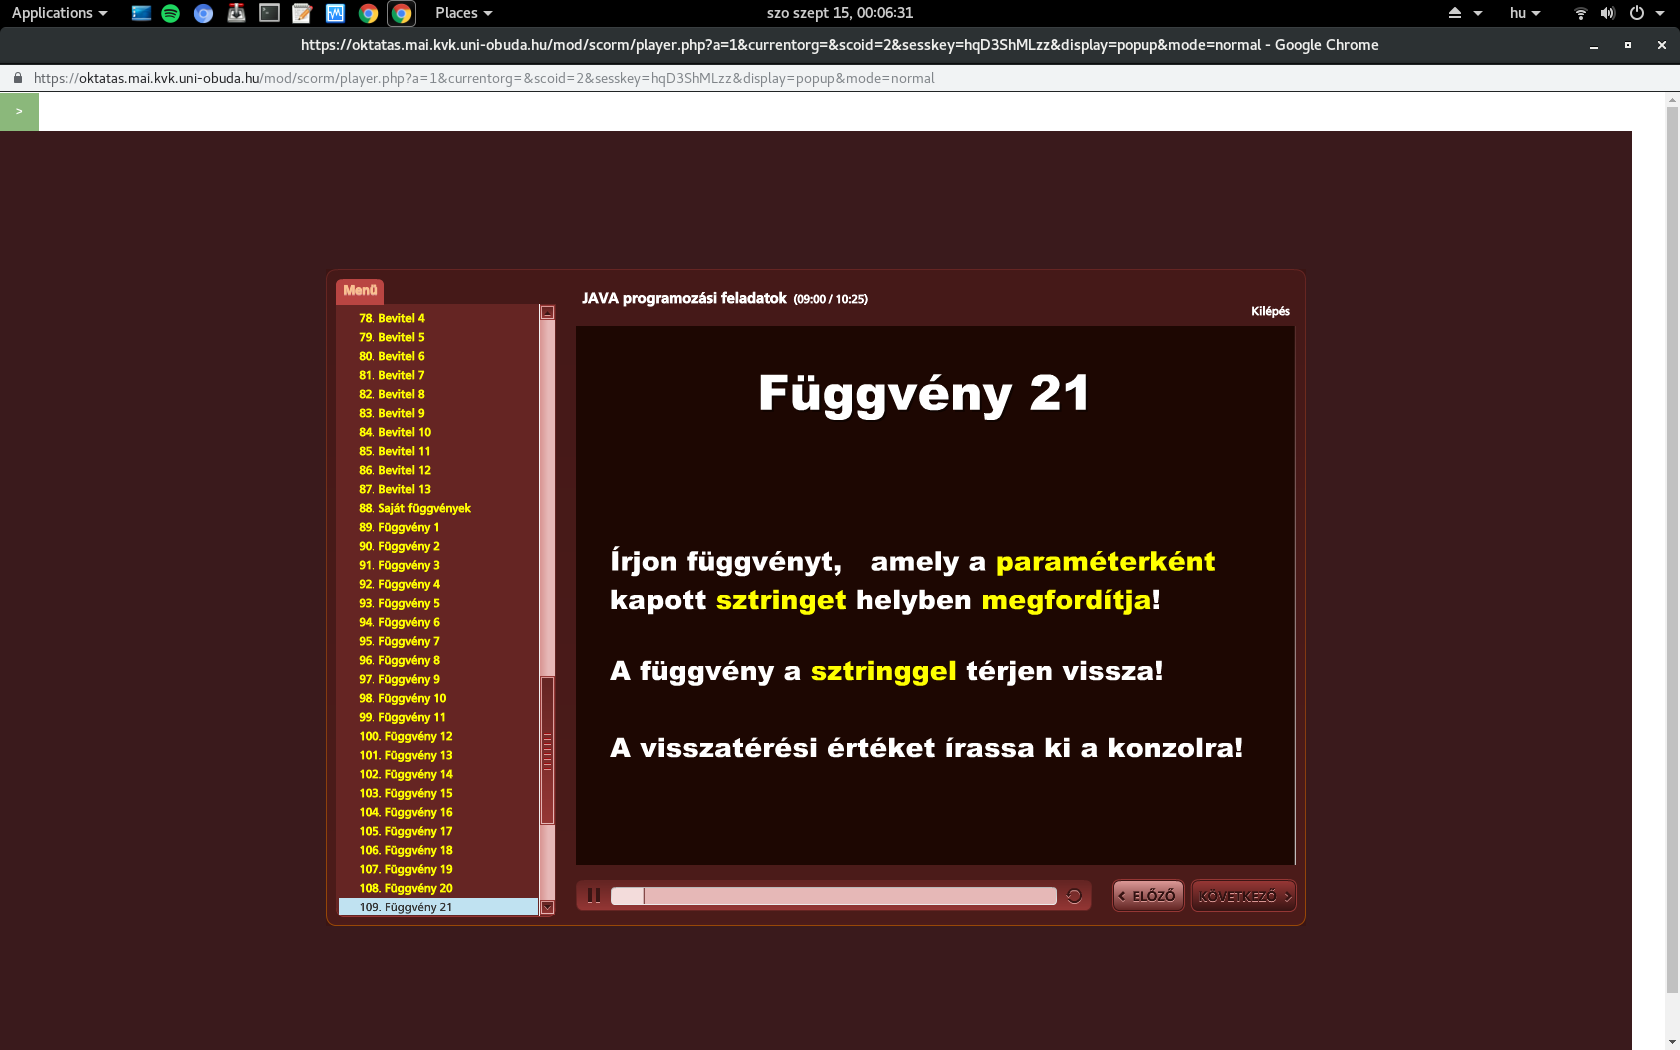 Applications
Places
szo szept 15, 00:06:31
hu
https://oktatas.mai.kvk.uni-obuda.hu/mod/scorm/player.php?a=1&currentorg=&scoid=2&sesskey=hqD3ShMLzz&display=popup&mode=normal - Google Chrome
https://oktatas.mai.kvk.uni-obuda.hu/mod/scorm/player.php?a=1&currentorg=&scoid=2&sesskey=hqD3ShMLzz&display=popup&mode=normal
>
Menü
78. Bevitel 4
79. Bevitel 5
80. Bevitel 6
81. Bevitel 7
82. Bevitel 8
83. Bevitel 9
84. Bevitel 10
85. Bevitel 11
86. Bevitel 12
87. Bevitel 13
88. Saját függvények
89. Függvény 1
90. Függvény 2
91. Függvény 3
92. Függvény 4
93. Függvény 5
94. Függvény 6
95. Függvény 7
96. Függvény 8
97. Függvény 9
98. Függvény 10
99. Függvény 11
100. Függvény 12
101. Függvény 13
102. Függvény 14
103. Függvény 15
104. Függvény 16
105. Függvény 17
106. Függvény 18
107. Függvény 19
108. Függvény 20
109. Függvény 21
JAVA programozási feladatok (09:00 / 10:25)
Kilépés
Függvény 21
Írjon függvényt, amely a paraméterként
kapott sztringet helyben megfordítja!
A függvény a sztringgel térjen vissza!
A visszatérési értéket írassa ki a konzolra!
< ELŐZŐ
KÖVETKEZŐ >